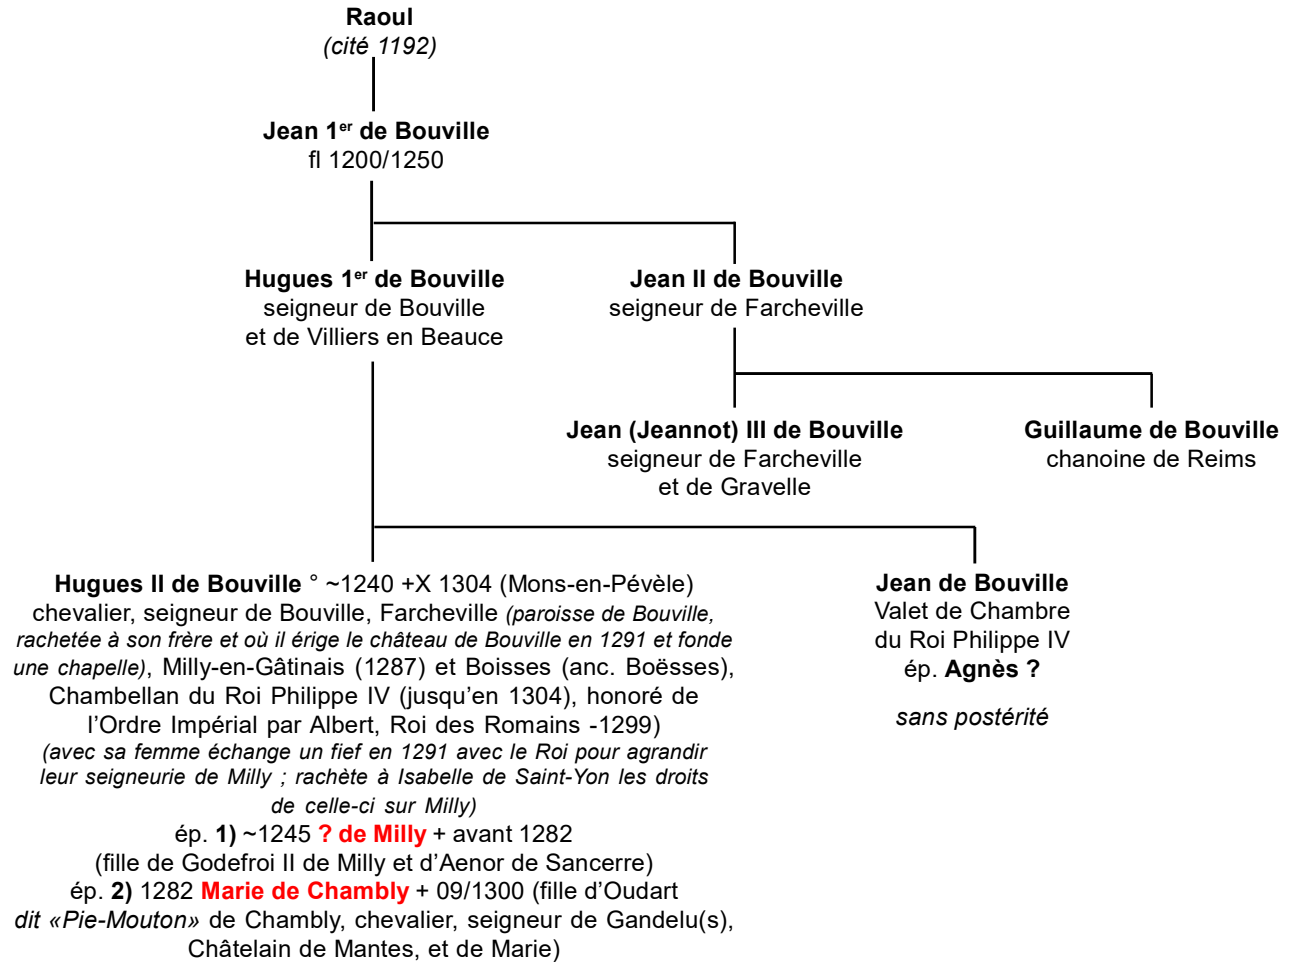 Raoul
(cité 1192)
Jean 1er de Bouville
fl 1200/1250
Hugues 1er de Bouville
seigneur de Bouville
et de Villiers en Beauce
Jean II de Bouville
seigneur de Farcheville
Jean (Jeannot) III de Bouville
seigneur de Farcheville
et de Gravelle
Guillaume de Bouville
chanoine de Reims
Hugues II de Bouville ° ~1240 +X 1304 (Mons-en-Pévèle)
chevalier, seigneur de Bouville, Farcheville (paroisse de Bouville,
rachetée à son frère et où il érige le château de Bouville en 1291 et fonde
une chapelle), Milly-en-Gâtinais (1287) et Boisses (anc. Boësses),
Chambellan du Roi Philippe IV (jusqu'en 1304), honoré de
l'Ordre Impérial par Albert, Roi des Romains -1299)
(avec sa femme échange un fief en 1291 avec le Roi pour agrandir
leur seigneurie de Milly ; rachète à Isabelle de Saint-Yon les droits
de celle-ci sur Milly)
ép. 1) ~1245 ? de Milly + avant 1282
(fille de Godefroi II de Milly et d'Aenor de Sancerre)
ép. 2) 1282 Marie de Chambly + 09/1300 (fille d'Oudart
dit «Pie-Mouton» de Chambly, chevalier, seigneur de Gandelu(s),
Châtelain de Mantes, et de Marie)
Jean de Bouville
Valet de Chambre
du Roi Philippe IV
ép. Agnès ?
sans postérité